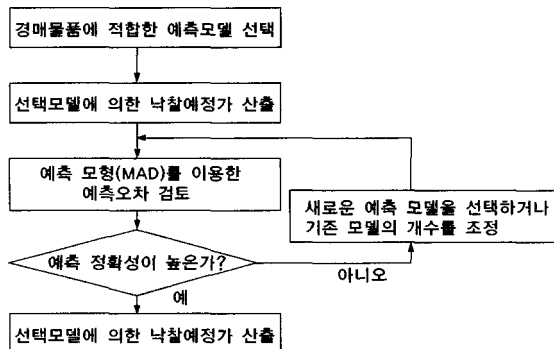 경매물품에 적합한 예측모델 선택
선택모델에 의한 낙찰예정가 산출
예측 모형(MAD)를 이용한
예측오차 검토
새로운 예측 모델을 선택하거나
기존 모델의 개수를 조정
예측 정확성이 높은가?
아니오
예
선택모델에 의한 낙찰예정가 산출